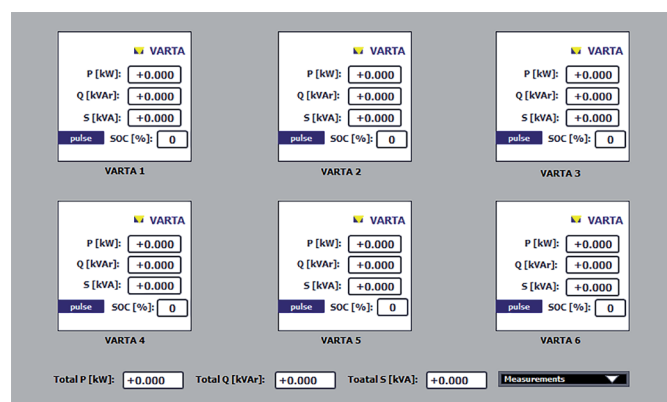 VARTA
P [kW]: +0.000
Q [kVAr]: +0.000
S [kVA]: +0.000
pulse SOC [%]: 0
VARTA 1
VARTA
P [kW]: +0.000
Q [kVAr]: +0.000
S [kVA]: +0.000
pulse SOC [%]: 0
VARTA 2
VARTA
P [kW]: +0.000
Q [kVAr]: +0.000
S [kVA]: +0.000
pulse SOC [%]: 0
VARTA 3
VARTA
P [kW]: +0.000
Q [kVAr]: +0.000
S [kVA]: +0.000
pulse SOC [%]: 0
VARTA 4
VARTA
P [kW]: +0.000
Q [kVAr]: +0.000
S [kVA]: +0.000
pulse SOC [%]: 0
VARTA 5
VARTA
P [kW]: +0.000
Q [kVAr]: +0.000
S [kVA]: +0.000
pulse SOC [%]: 0
VARTA 6
Total P [kW]: +0.000 Total Q [kVAr]: +0.000 Toatal S [kVA]: +0.000 Measurements